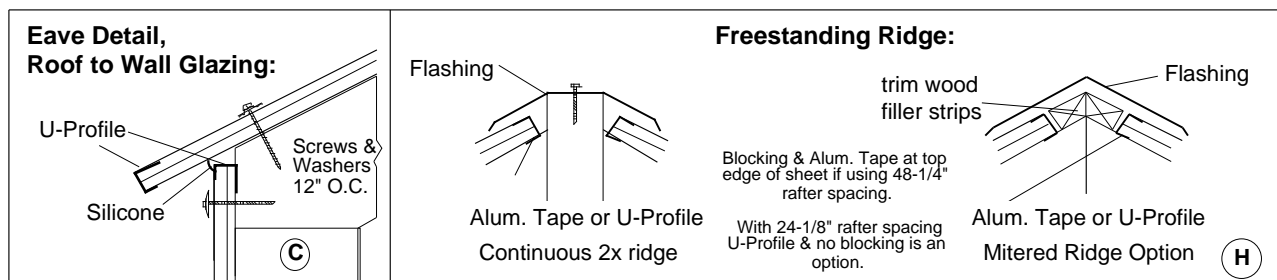 Eave Detail,
Roof to Wall Glazing:
U-Profile
Screws &
Washers
12" O.C.
Silicone
C
Freestanding Ridge:
Flashing
Alum. Tape or U-Profile
Continuous 2x ridge
Blocking & Alum. Tape at top
edge of sheet if using 48-1/4"
rafter spacing.
With 24-1/8" rafter spacing
U-Profile & no blocking is an
option.
trim wood
filler strips
Flashing
Alum. Tape or U-Profile
Mitered Ridge Option
H